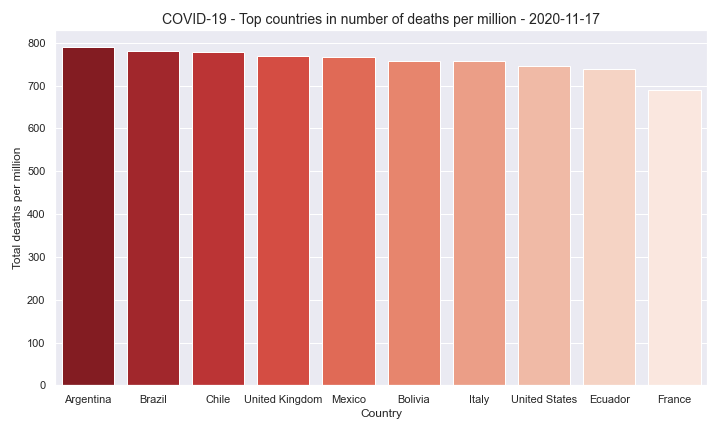 COVID-19 - Top countries in number of deaths per million - 2020-11-17
Total deaths per million
800
700
600
500
400
300
200
100
0
Argentina Brazil Chile United Kingdom Mexico Bolivia Italy United States Ecuador France
Country